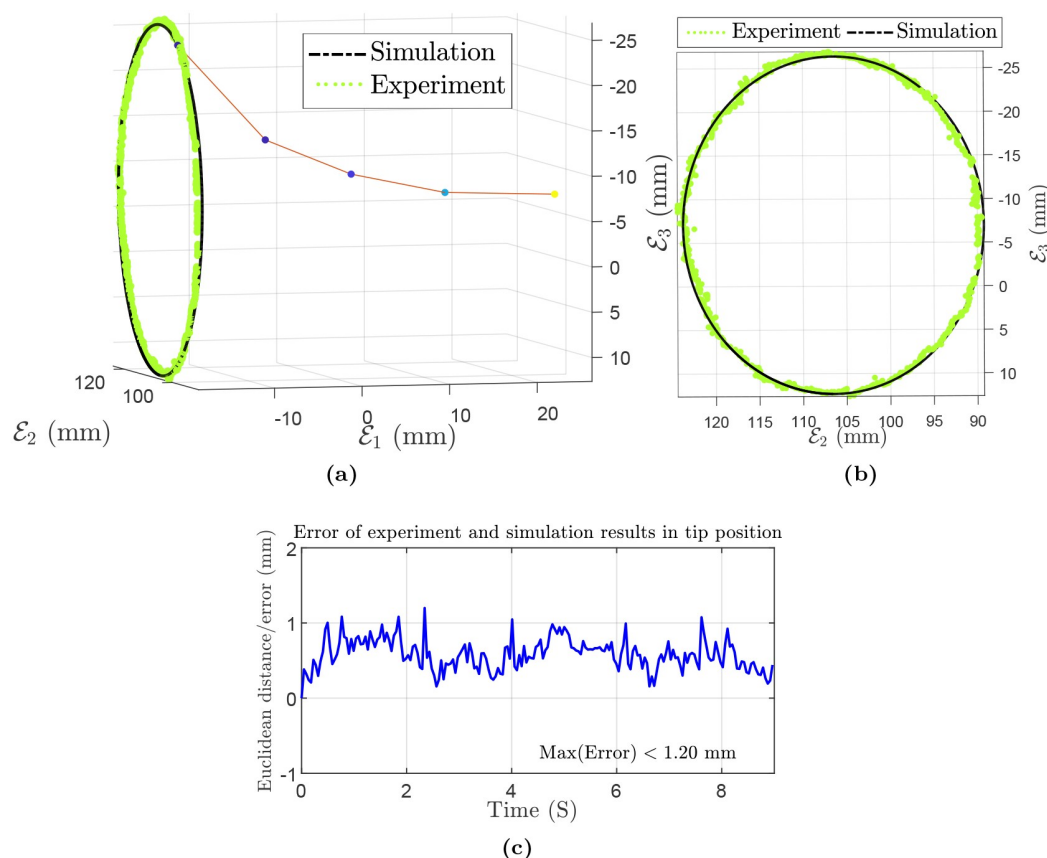 Simulation
Experiment
-25
-20
-15
-10
-5
0
5
10
120
100
-10
0
10
20
ℰ2 (mm)
ℰ1 (mm)
ℰ3 (mm)
(a)
Experiment
Simulation
-25
-20
-15
-10
-5
0
5
10
ℰ3 (mm)
120
115
110
105
100
95
90
ℰ2 (mm)
(b)
Error of experiment and simulation results in tip position
Euclidean distance/error (mm)
2
1
0
-1
Max(Error) < 1.20 mm
0
2
4
6
8
Time (S)
(c)